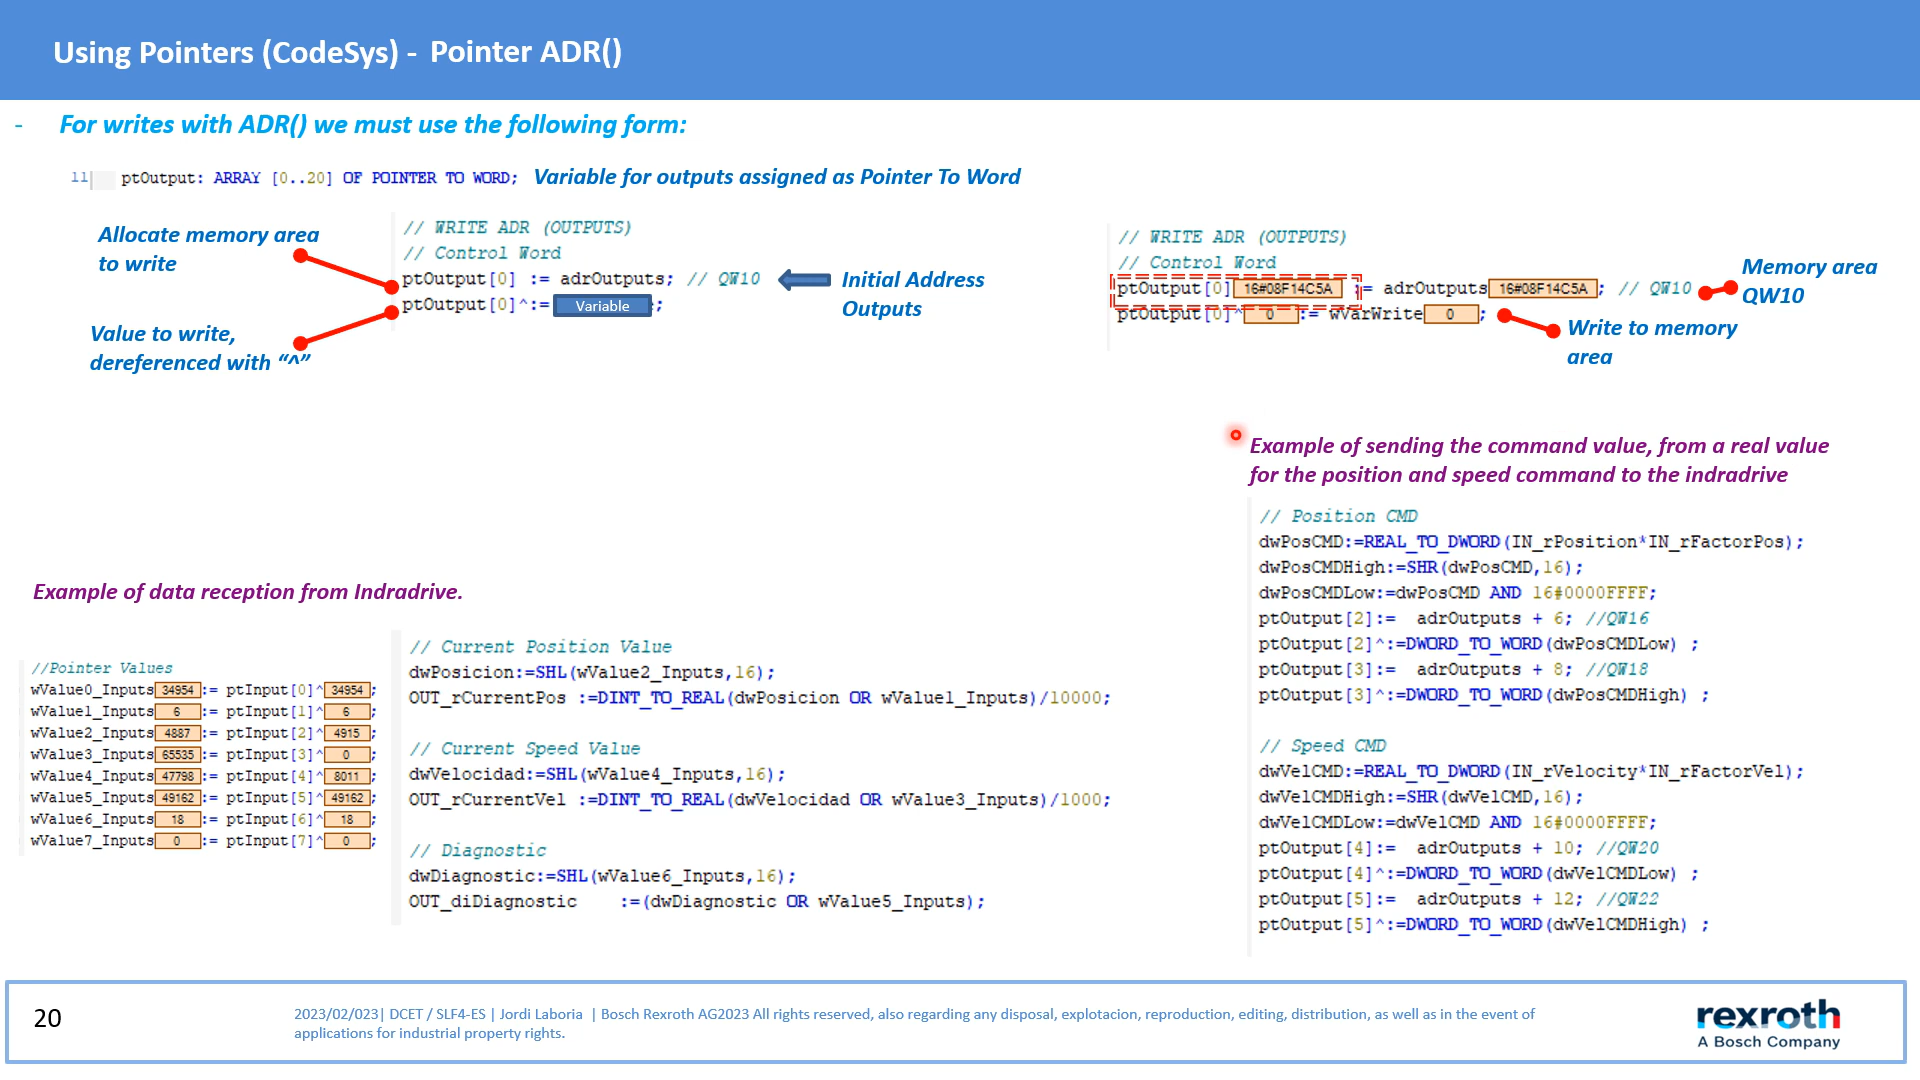 Using Pointers (CodeSys) - Pointer ADR()
- For writes with ADR() we must use the following form:
11 ptOutput: ARRAY [0..20] OF POINTER TO WORD; Variable for outputs assigned as Pointer To Word
Allocate memory area
to write
Value to write,
dereferenced with “^”
// WRITE ADR (OUTPUTS)
// Control Word
ptOutput[0] := adrOutputs; // QW10
ptOutput[0]^:= Variable ;
Initial Address
Outputs
// WRITE ADR (OUTPUTS)
// Control Word
ptOutput[0] 16#08F14C5A := adrOutputs 16#08F14C5A ; // QW10
ptOutput[0]^ 0 := wVarWrite 0 ;
Memory area
QW10
Write to memory
area
Example of sending the command value, from a real value
for the position and speed command to the indradrive
// Position CMD
dwPosCMD:=REAL_TO_DWORD(IN_rPosition*IN_rFactorPos);
dwPosCMDHigh:=SHR(dwPosCMD,16);
dwPosCMDLow:=dwPosCMD AND 16#0000FFFF;
ptOutput[2]:= adrOutputs + 6; //QW16
ptOutput[2]^:=DWORD_TO_WORD(dwPosCMDLow) ;
ptOutput[3]:= adrOutputs + 8; //QW18
ptOutput[3]^:=DWORD_TO_WORD(dwPosCMDHigh) ;
// Speed CMD
dwVelCMD:=REAL_TO_DWORD(IN_rVelocity*IN_rFactorVel);
dwVelCMDHigh:=SHR(dwVelCMD,16);
dwVelCMDLow:=dwVelCMD AND 16#0000FFFF;
ptOutput[4]:= adrOutputs + 10; //QW20
ptOutput[4]^:=DWORD_TO_WORD(dwVelCMDLow) ;
ptOutput[5]:= adrOutputs + 12; //QW22
ptOutput[5]^:=DWORD_TO_WORD(dwVelCMDHigh) ;
Example of data reception from Indradrive.
//Pointer Values
wValue0_Inputs 34954 := ptInput[0]^ 34954 ;
wValue1_Inputs 6 := ptInput[1]^ 6 ;
wValue2_Inputs 4887 := ptInput[2]^ 4915 ;
wValue3_Inputs 65535 := ptInput[3]^ 0 ;
wValue4_Inputs 47798 := ptInput[4]^ 8011 ;
wValue5_Inputs 49162 := ptInput[5]^ 49162 ;
wValue6_Inputs 18 := ptInput[6]^ 18 ;
wValue7_Inputs 0 := ptInput[7]^ 0 ;
// Current Position Value
dwPosicion:=SHL(wValue2_Inputs,16);
OUT_rCurrentPos :=DINT_TO_REAL(dwPosicion OR wValue1_Inputs)/10000;
// Current Speed Value
dwVelocidad:=SHL(wValue4_Inputs,16);
OUT_rCurrentVel :=DINT_TO_REAL(dwVelocidad OR wValue3_Inputs)/1000;
// Diagnostic
dwDiagnostic:=SHL(wValue6_Inputs,16);
OUT_diDiagnostic :=(dwDiagnostic OR wValue5_Inputs);
20
2023/02/023| DCET / SLF4-ES | Jordi Laboria | Bosch Rexroth AG2023 All rights reserved, also regarding any disposal, explotacion, reproduction, editing, distribution, as well as in the event of
applications for industrial property rights.
rexroth
A Bosch Company